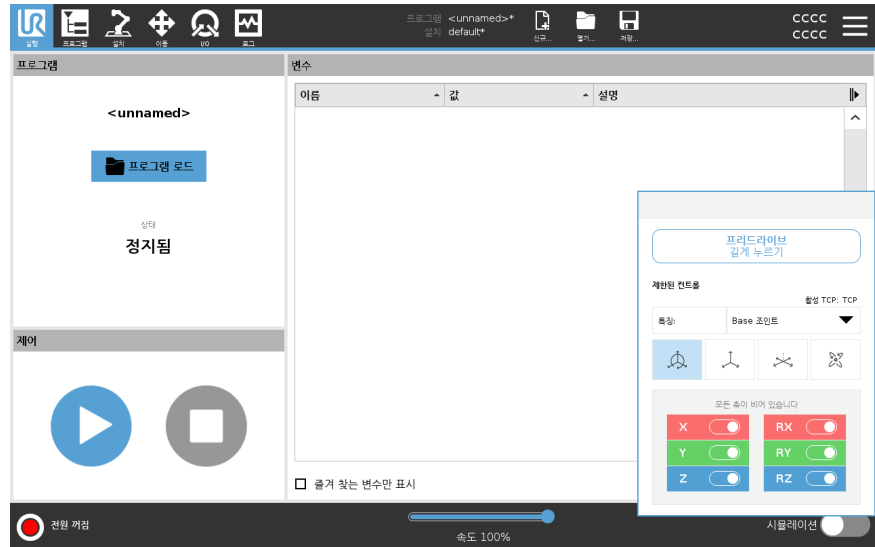 프로그램 <unnamed>*
설치 default*
cccc
cccc
UR
실행
프로그램
설치
이동
I/O
로그
신규...
열기...
저장...
프로그램
<unnamed>
프로그램 로드
상태
정지됨
제어
변수
이름
값
설명
즐겨 찾는 변수만 표시
프리드라이브
길게 누르기
제한된 컨트롤
활성 TCP: TCP
특징:
Base 조인트
모든 축이 비어 있습니다
X
RX
Y
RY
Z
RZ
전원 꺼짐
속도 100%
시뮬레이션